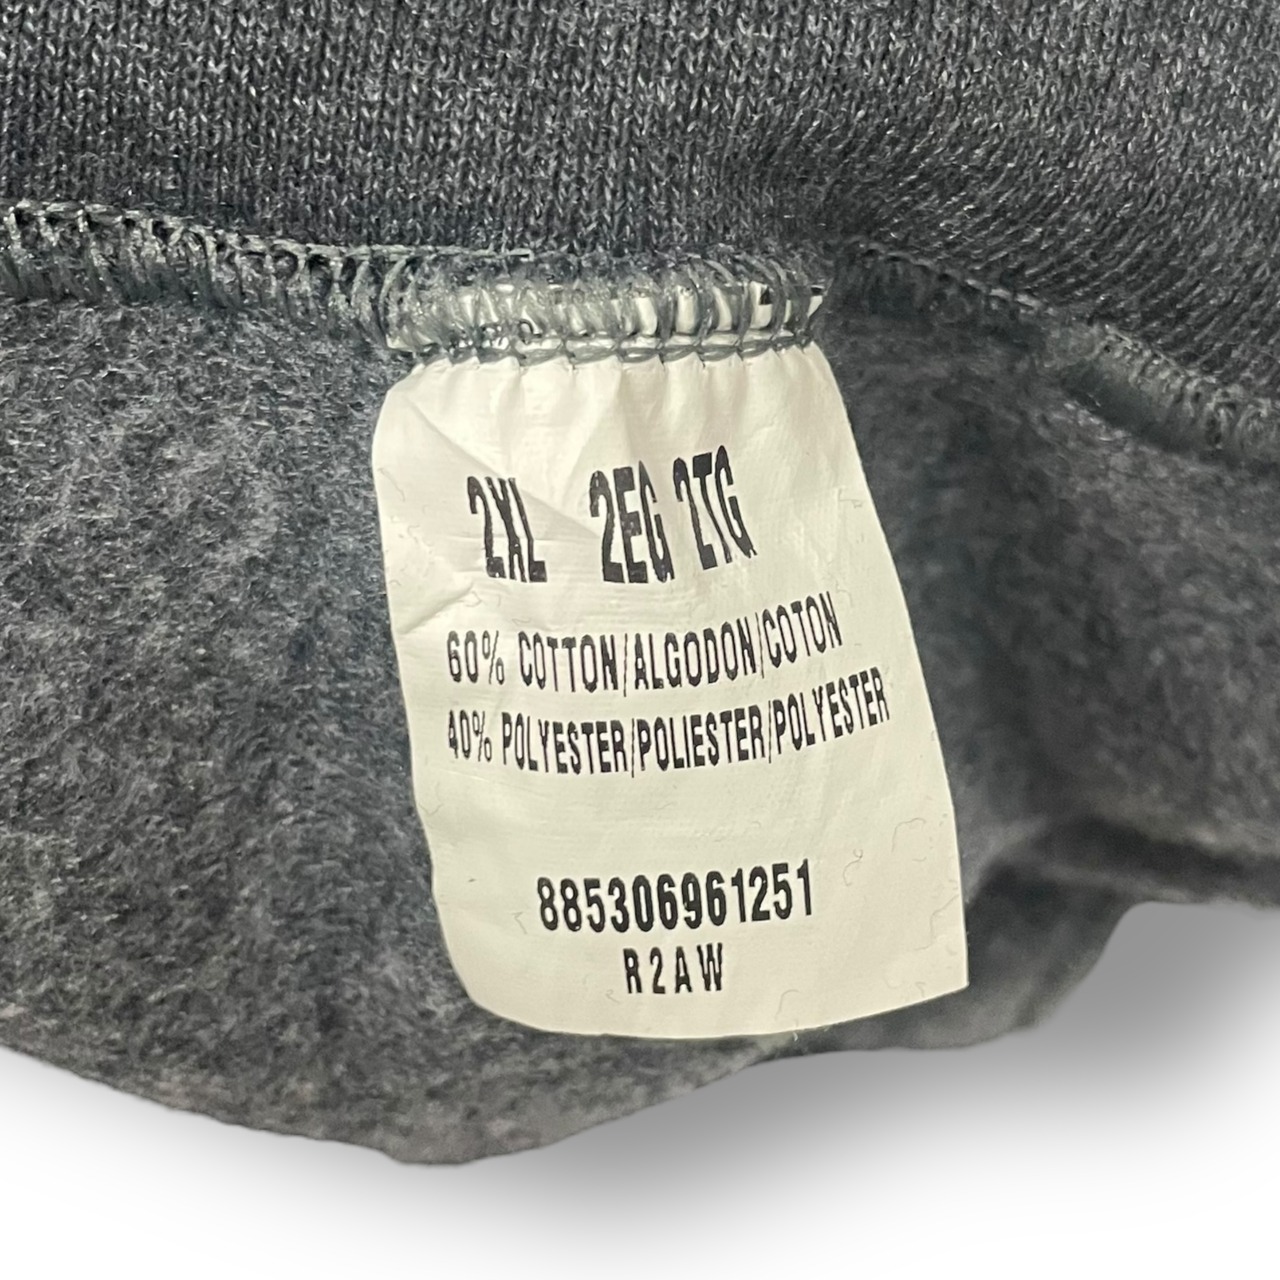 2XL 2EG 2TG
60% COTTON/ALGODON/COTON
40% POLYESTER/POLIESTER/POLYESTER
885306961251
R2AW